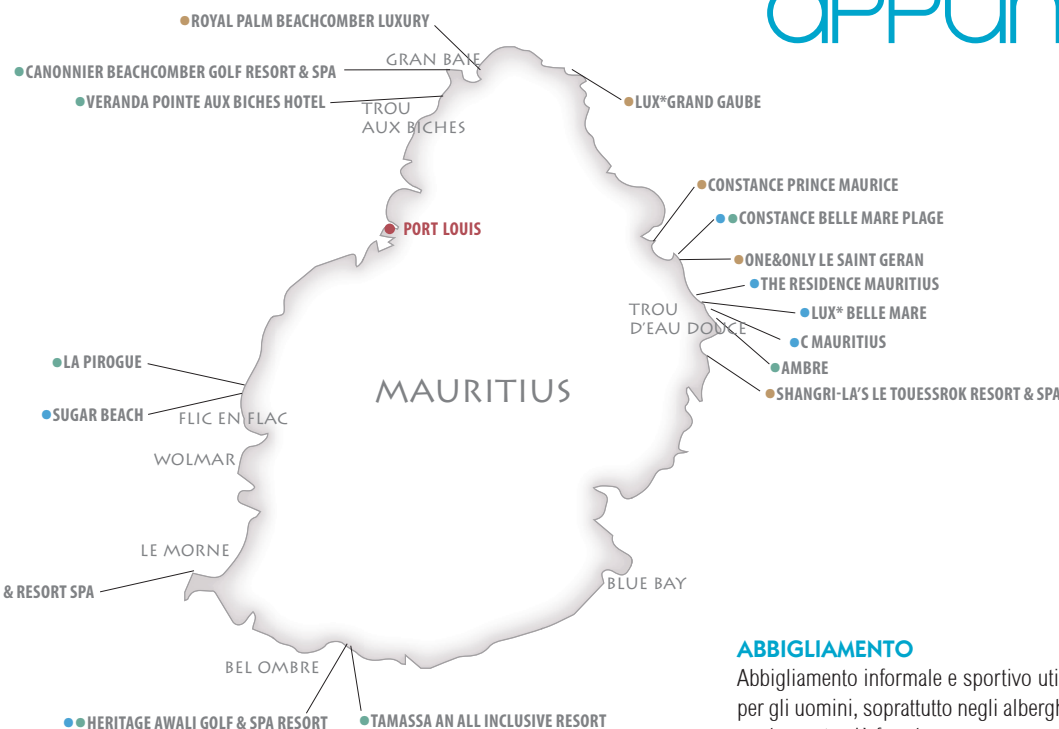 appun
ROYAL PALM BEACHCOMBER LUXURY
GRAN BAIE
CANONNIER BEACHCOMBER GOLF RESORT & SPA
VERANDA POINTE AUX BICHES HOTEL
LUX*GRAND GAUBE
TROU
AUX BICHES
CONSTANCE PRINCE MAURICE
CONSTANCE BELLE MARE PLAGE
PORT LOUIS
ONE&ONLY LE SAINT GERAN
THE RESIDENCE MAURITIUS
TROU
D'EAU DOUCE
LUX* BELLE MARE
C MAURITIUS
LA PIROGUE
AMBRE
MAURITIUS
SHANGRI-LA'S LE TOUESSROK RESORT & SPA
SUGAR BEACH
FLIC EN FLAC
WOLMAR
LE MORNE
& RESORT SPA
BLUE BAY
BEL OMBRE
ABBIGLIAMENTO
Abbigliamento informale e sportivo uti
per gli uomini, soprattutto negli albergh
HERITAGE AWALI GOLF & SPA RESORT
TAMASSA AN ALL INCLUSIVE RESORT